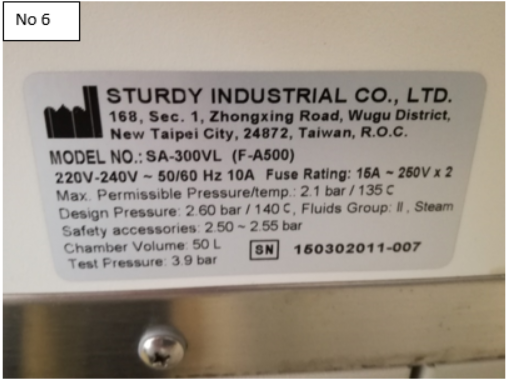 No 6
STURDY INDUSTRIAL CO., LTD.
168, Sec. 1, Zhongxing Road, Wugu District,
New Taipei City, 24872, Taiwan, R.O.C.
MODEL NO.: SA-300VL (F-A500)
220V-240V ~ 50/60 Hz 10A Fuse Rating: 15A ~ 250V x 2
Max. Permissible Pressure/temp.: 2.1 bar / 135 C
Design Pressure: 2.60 bar / 140 C, Fluids Group: II, Steam
Safety accessories: 2.50 ~ 2.55 bar
Chamber Volume: 50 L
SN 150302011-007
Test Pressure: 3.9 bar